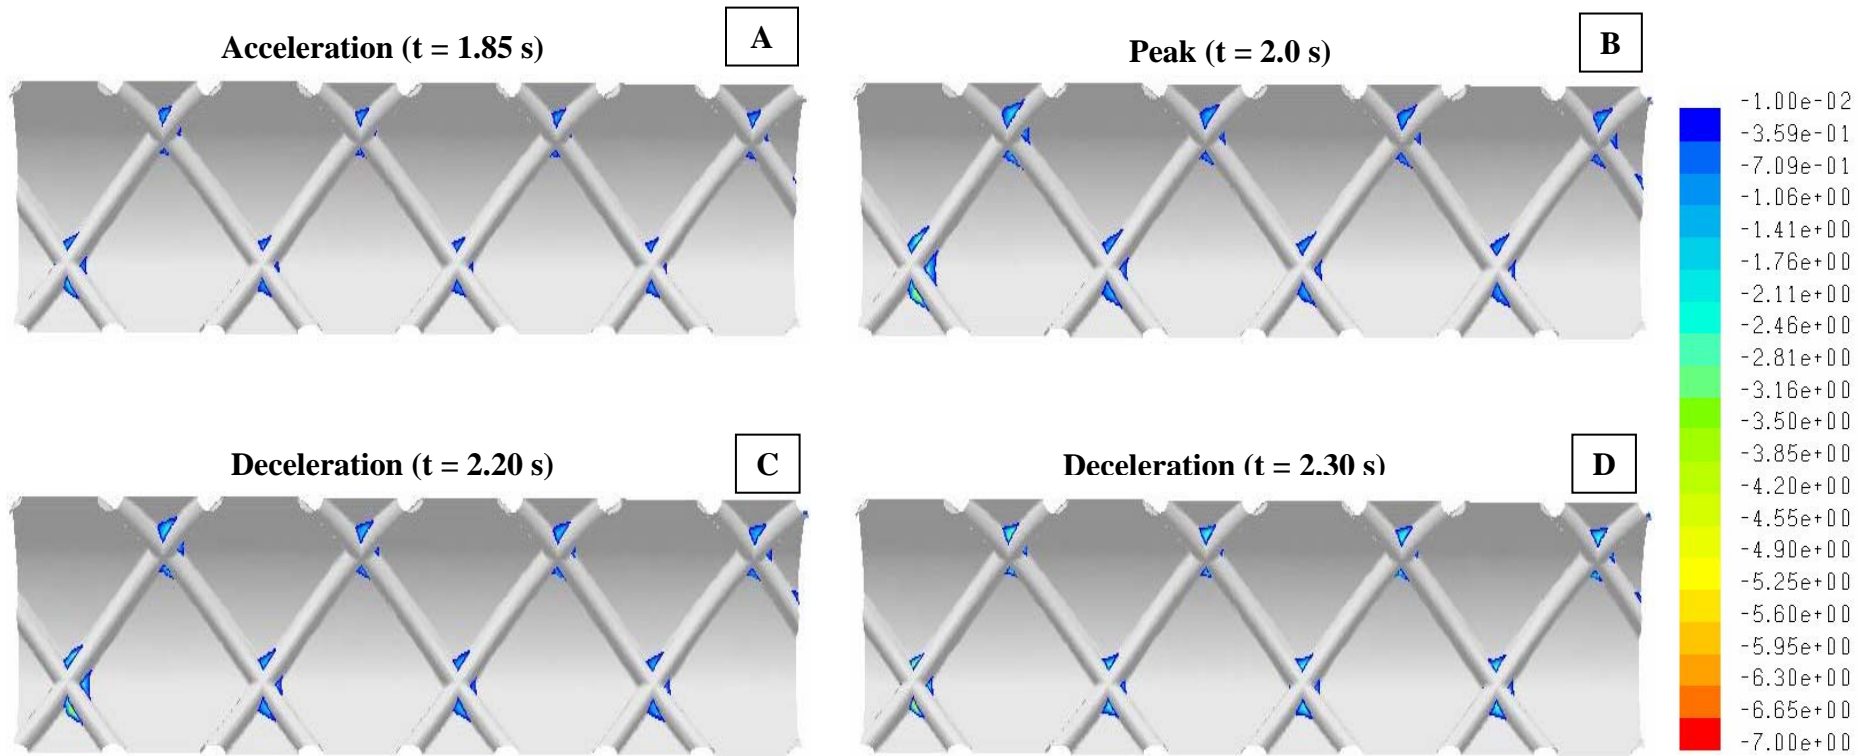 Acceleration (t = 1.85 s)
A
Peak (t = 2.0 s)
B
Deceleration (t = 2.20 s)
C
Deceleration (t = 2.30 s)
D
-1.00e-02
-3.59e-01
-7.09e-01
-1.06e+00
-1.41e+00
-1.76e+00
-2.11e+00
-2.46e+00
-2.81e+00
-3.16e+00
-3.50e+00
-3.85e+00
-4.20e+00
-4.55e+00
-4.90e+00
-5.25e+00
-5.60e+00
-5.95e+00
-6.30e+00
-6.65e+00
-7.00e+00